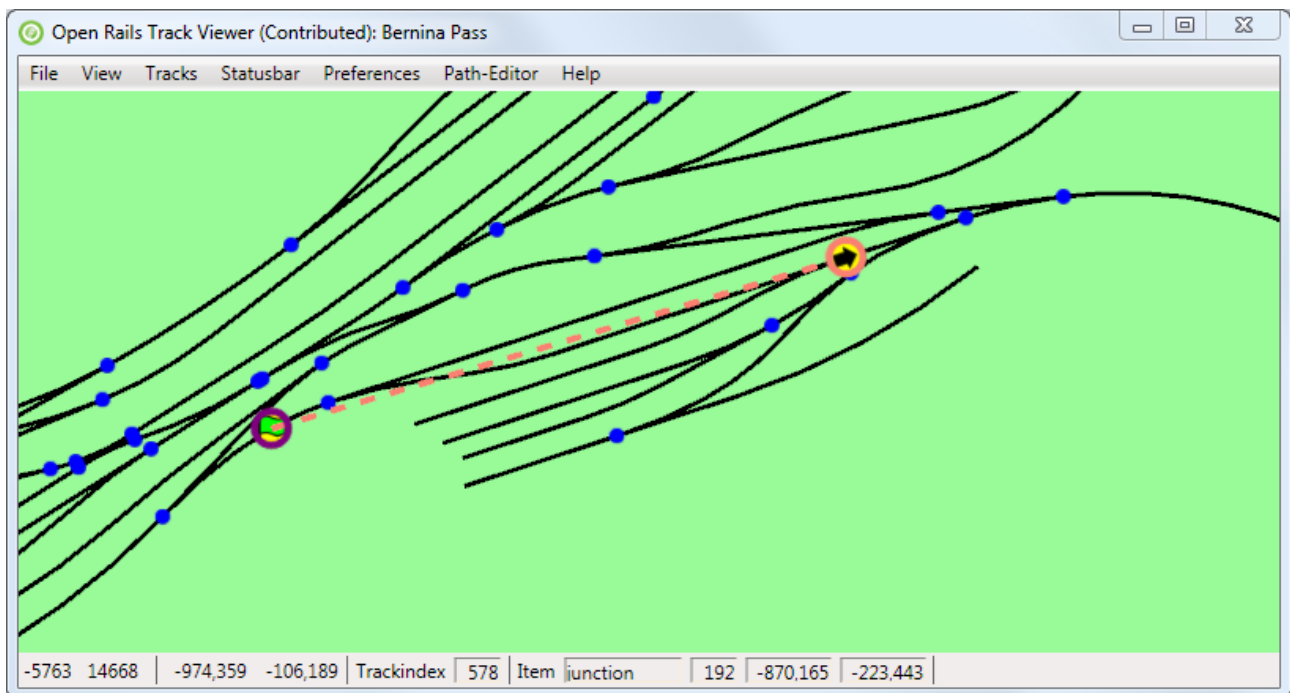 Open Rails Track Viewer (Contributed): Bernina Pass
File View Tracks Statusbar Preferences Path-Editor Help
-5763 14668 -974,359 -106,189 Trackindex 578 Item junction 192 -870,165 -223,443